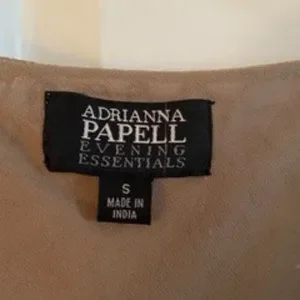 ADRIANNA
PAPELL
EVENING
ESSENTIALS
S
MADE IN
INDIA